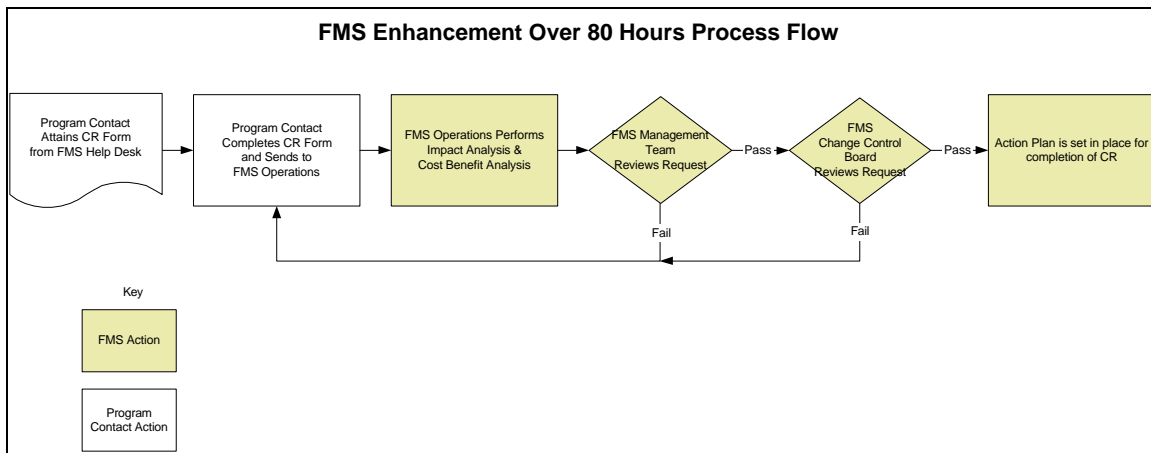 FMS Enhancement Over 80 Hours Process Flow
Program Contact
Attains CR Form
from FMS Help Desk
Program Contact
Completes CR Form
and Sends to
FMS Operations
FMS Operations Performs
Impact Analysis &
Cost Benefit Analysis
FMS Management
Team
Reviews Request
Pass
FMS
Change Control
Board
Reviews Request
Pass
Action Plan is set in place for
completion of CR
Fail
Fail
Key
FMS Action
Program
Contact Action